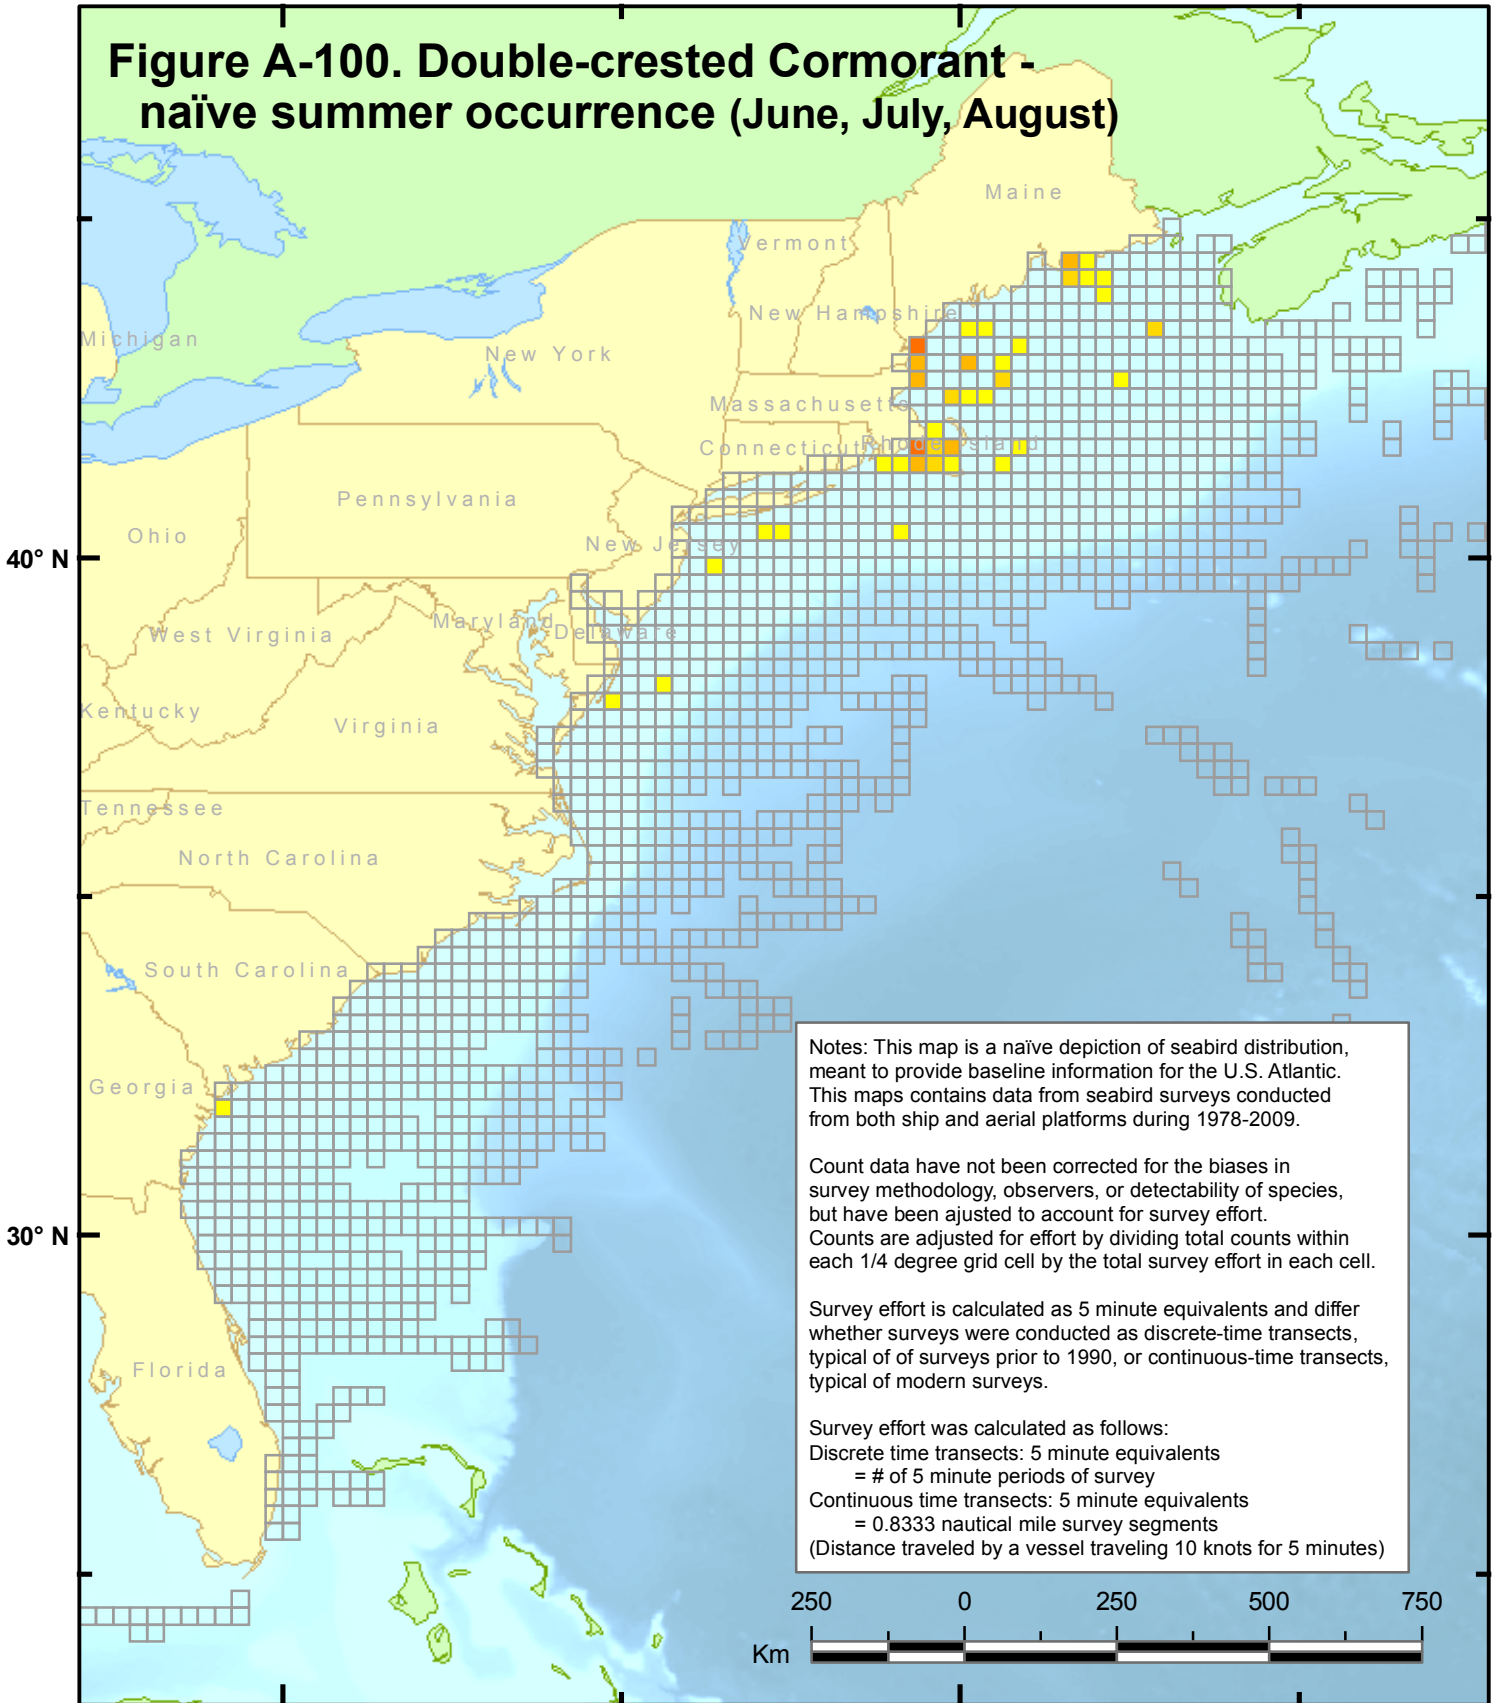 Figure A-100. Double-crested Cormorant -
naïve summer occurrence (June, July, August)
Maine
Vermont
New Hampshire
Michigan
New York
Massachusetts
Connecticut
Rhode Island
Pennsylvania
Ohio
New Jersey
40° N
Maryland
Delaware
West Virginia
Kentucky
Virginia
Tennessee
North Carolina
South Carolina
Georgia
30° N
Florida
Notes: This map is a naïve depiction of seabird distribution,
meant to provide baseline information for the U.S. Atlantic.
This maps contains data from seabird surveys conducted
from both ship and aerial platforms during 1978-2009.
Count data have not been corrected for the biases in
survey methodology, observers, or detectability of species,
but have been ajusted to account for survey effort.
Counts are adjusted for effort by dividing total counts within
each 1/4 degree grid cell by the total survey effort in each cell.
Survey effort is calculated as 5 minute equivalents and differ
whether surveys were conducted as discrete-time transects,
typical of of surveys prior to 1990, or continuous-time transects,
typical of modern surveys.
Survey effort was calculated as follows:
Discrete time transects: 5 minute equivalents
= # of 5 minute periods of survey
Continuous time transects: 5 minute equivalents
= 0.8333 nautical mile survey segments
(Distance traveled by a vessel traveling 10 knots for 5 minutes)
250 0 250 500 750
Km